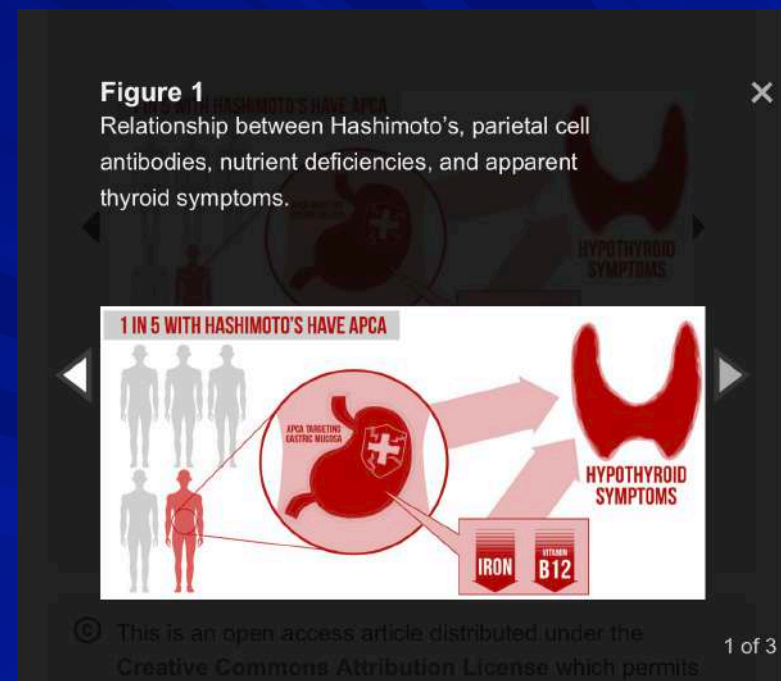 Figure 1
Relationship between Hashimoto's, parietal cell
antibodies, nutrient deficiencies, and apparent
thyroid symptoms.
1 IN 5 WITH HASHIMOTO'S HAVE APCA
APCA TARGETING
GASTRIC MUCOSA
HYPOTHYROID
SYMPTOMS
IRON
VITAMIN
B12
HYPOTHYROID
SYMPTOMS
© This is an open access article distributed under the
Creative Commons Attribution License which permits
1 of 3